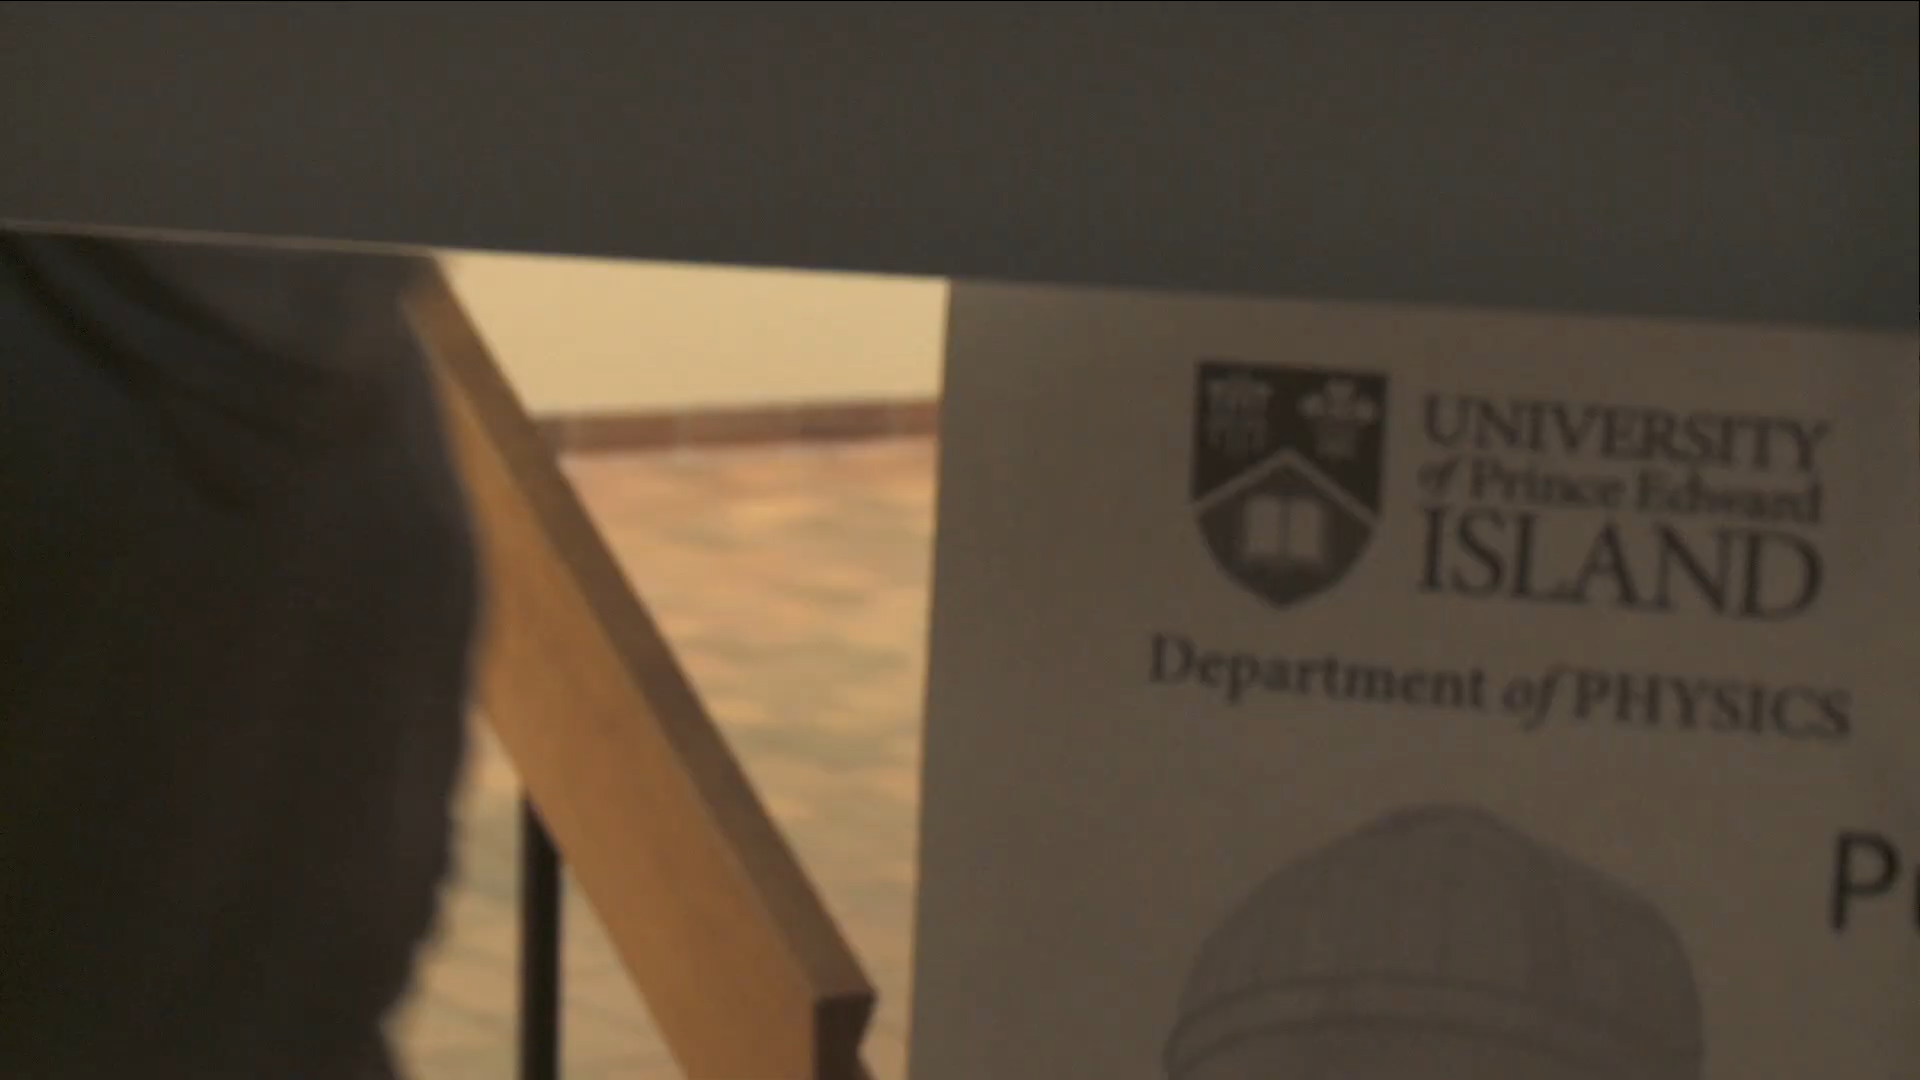 UNIVERSITY
of Prince Edward
ISLAND
Department of PHYSICS